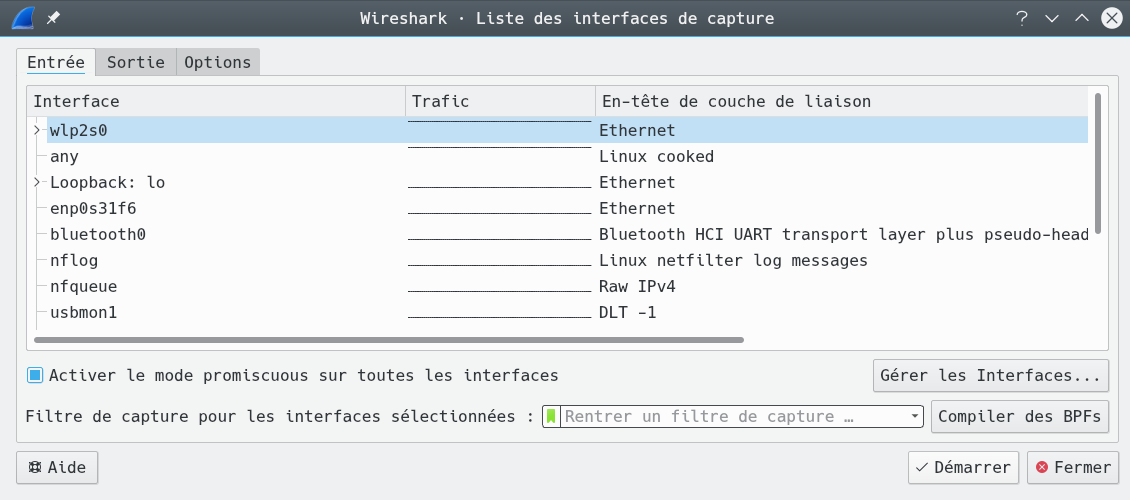 Wireshark · Liste des interfaces de capture
Entrée Sortie Options
Interface Trafic En-tête de couche de liaison
wlp2s0 Ethernet
any Linux cooked
Loopback: lo Ethernet
enp0s31f6 Ethernet
bluetooth0 Bluetooth HCI UART transport layer plus pseudo-head
nflog Linux netfilter log messages
nfqueue Raw IPv4
usbmon1 DLT -1
Activer le mode promiscuous sur toutes les interfaces Gérer les Interfaces...
Filtre de capture pour les interfaces sélectionnées : Rentrer un filtre de capture … Compiler des BPFs
Aide Démarrer Fermer